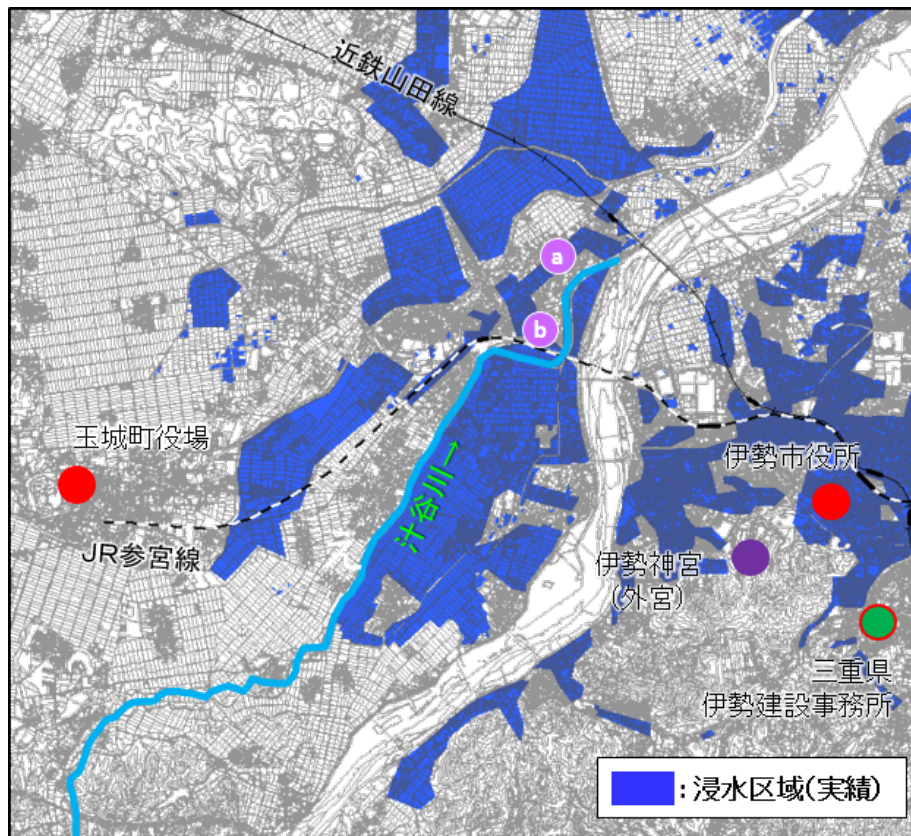 近鉄山田線
a
b
玉城町役場
汁谷川→
伊勢市役所
JR参宮線
伊勢神宮
(外宮)
三重県
伊勢建設事務所
:浸水区域(実績)